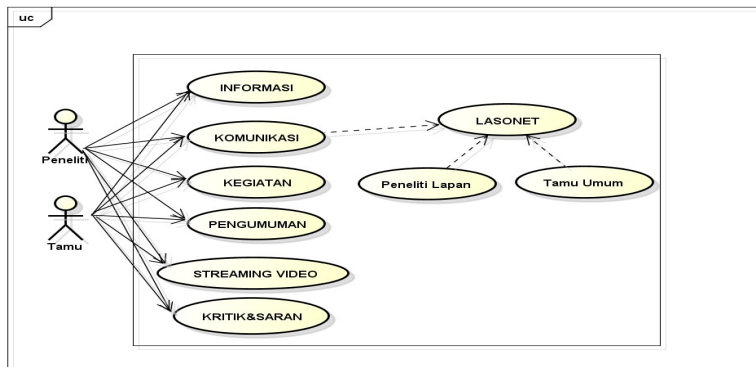 uc
INFORMASI
LASONET
KOMUNIKASI
Peneliti
KEGIATAN
Peneliti Lapan
Tamu Umum
PENGUMUMAN
Tamu
STREAMING VIDEO
KRITIK&SARAN